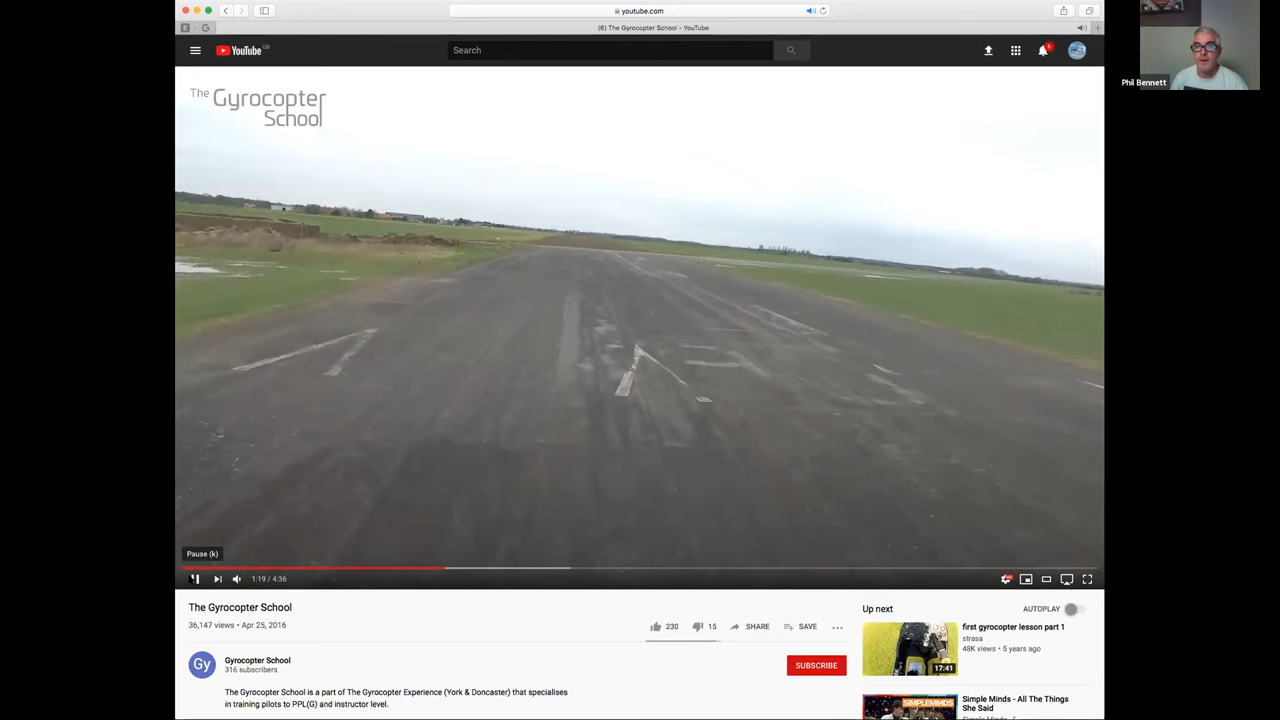 youtube.com
(6) The Gyrocopter School - YouTube
YouTube GB
Search
6
Phil Bennett
The Gyrocopter
School
Pause (k)
1:19 / 4:36
The Gyrocopter School
36,147 views • Apr 25, 2016
230
15
SHARE
SAVE
Gy
Gyrocopter School
316 subscribers
SUBSCRIBE
The Gyrocopter School is a part of The Gyrocopter Experience (York & Doncaster) that specialises
in training pilots to PPL(G) and instructor level.
Up next
AUTOPLAY
first gyrocopter lesson part 1
strasa
48K views • 5 years ago
17:41
Simple Minds - All The Things
She Said
SIMPLEMINDS